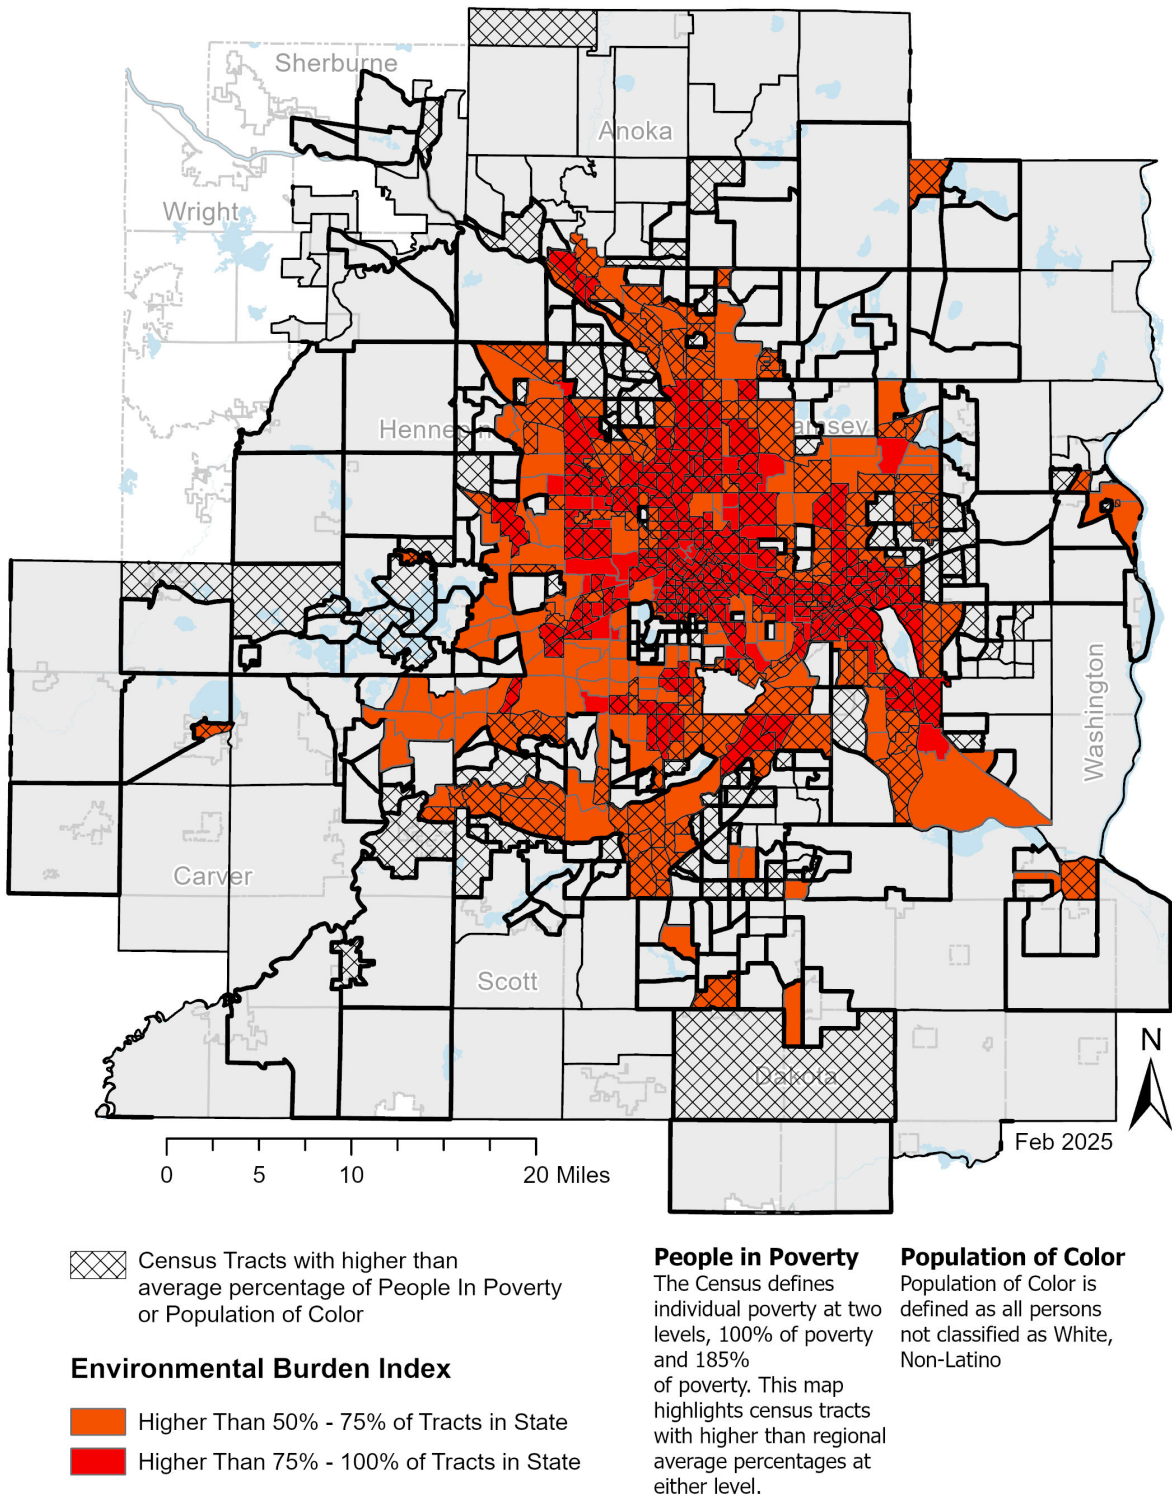 Sherburne
Anoka
Wright
Hennepin
Ramsey
Washington
Carver
Scott
Dakota
N
Feb 2025
0 5 10 20 Miles
Census Tracts with higher than
average percentage of People In Poverty
or Population of Color
Environmental Burden Index
Higher Than 50% - 75% of Tracts in State
Higher Than 75% - 100% of Tracts in State
People in Poverty
The Census defines
individual poverty at two
levels, 100% of poverty
and 185%
of poverty. This map
highlights census tracts
with higher than regional
average percentages at
either level.
Population of Color
Population of Color is
defined as all persons
not classified as White,
Non-Latino